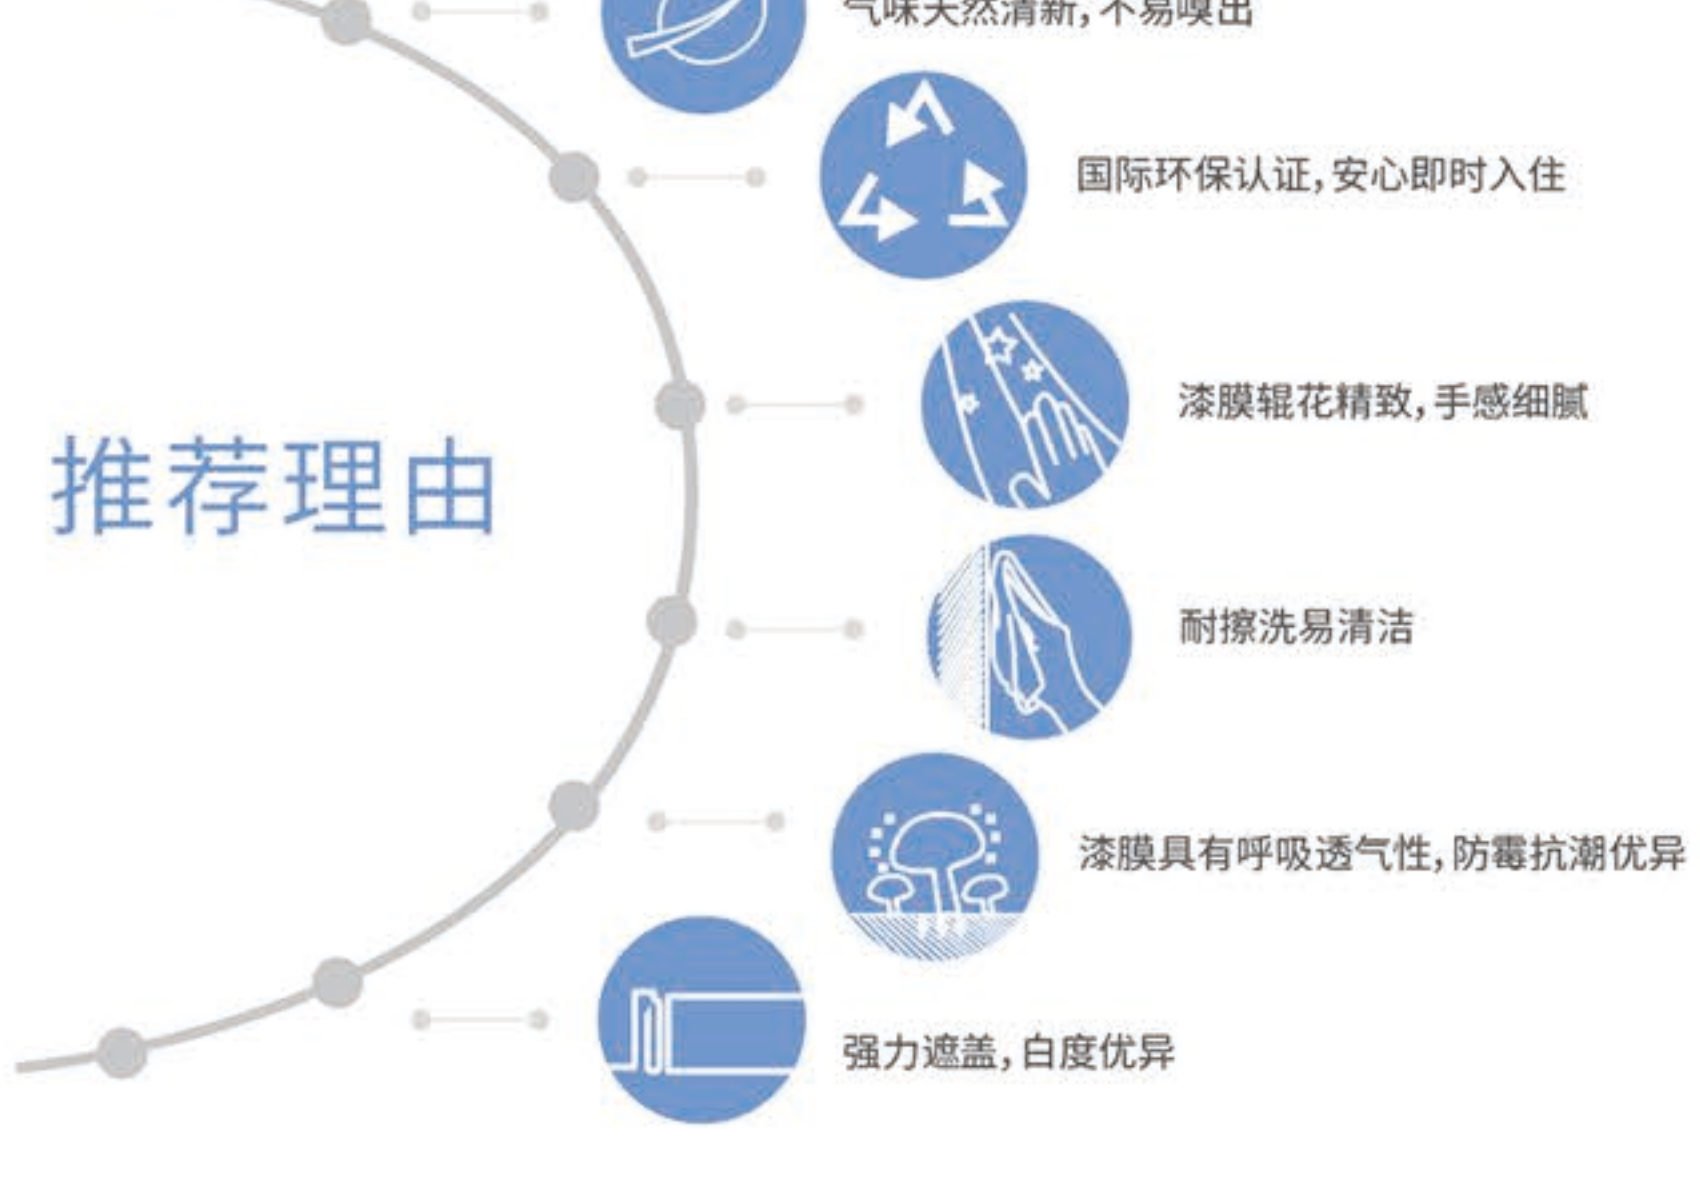 气味天然清新，不易嗅出
国际环保认证，安心即时入住
漆膜辊花精致，手感细腻
推荐理由
耐擦洗易清洁
漆膜具有呼吸透气性，防霉抗潮优异
强力遮盖，白度优异